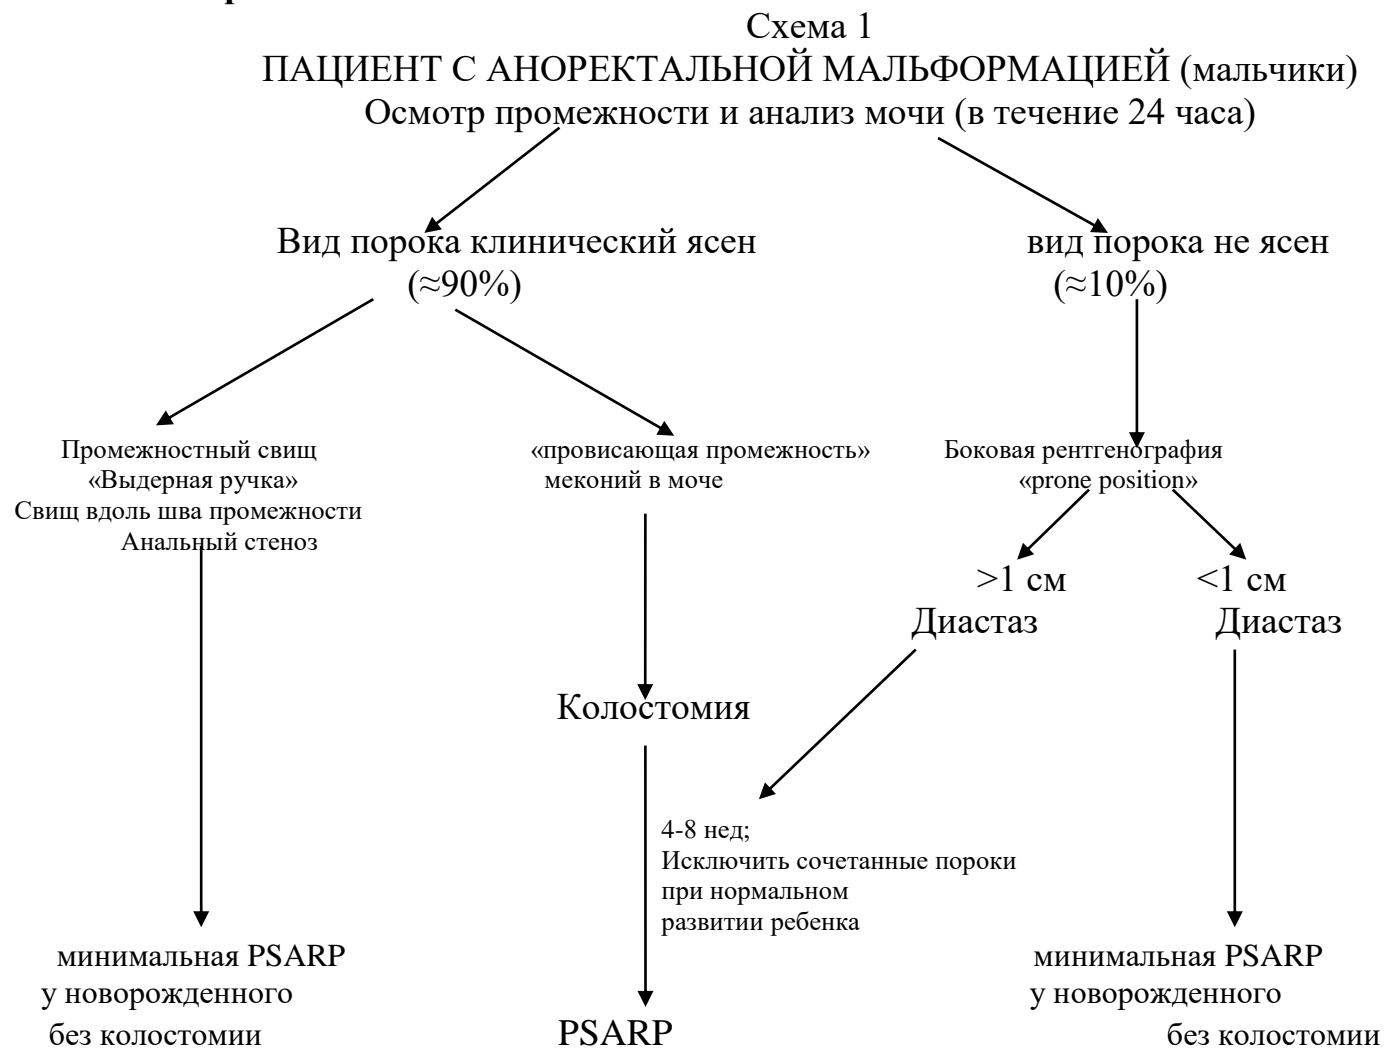 Схема 1
ПАЦИЕНТ С АНОРЕКТАЛЬНОЙ МАЛЬФОРМАЦИЕЙ (мальчики)
Осмотр промежности и анализ мочи (в течение 24 часа)
Вид порока клинический ясен
(≈90%)
вид порока не ясен
(≈10%)
Промежностный свищ
«Выдерная ручка»
Свищ вдоль шва промежности
Анальный стеноз
«провисающая промежность»
меконий в моче
Боковая рентгенография
«prone position»
>1 см
Диастаз
<1 см
Диастаз
Колостомия
4-8 нед;
Исключить сочетанные пороки
при нормальном
развитии ребенка
минимальная PSARP
у новорожденного
без колостомии
PSARP
минимальная PSARP
у новорожденного
без колостомии